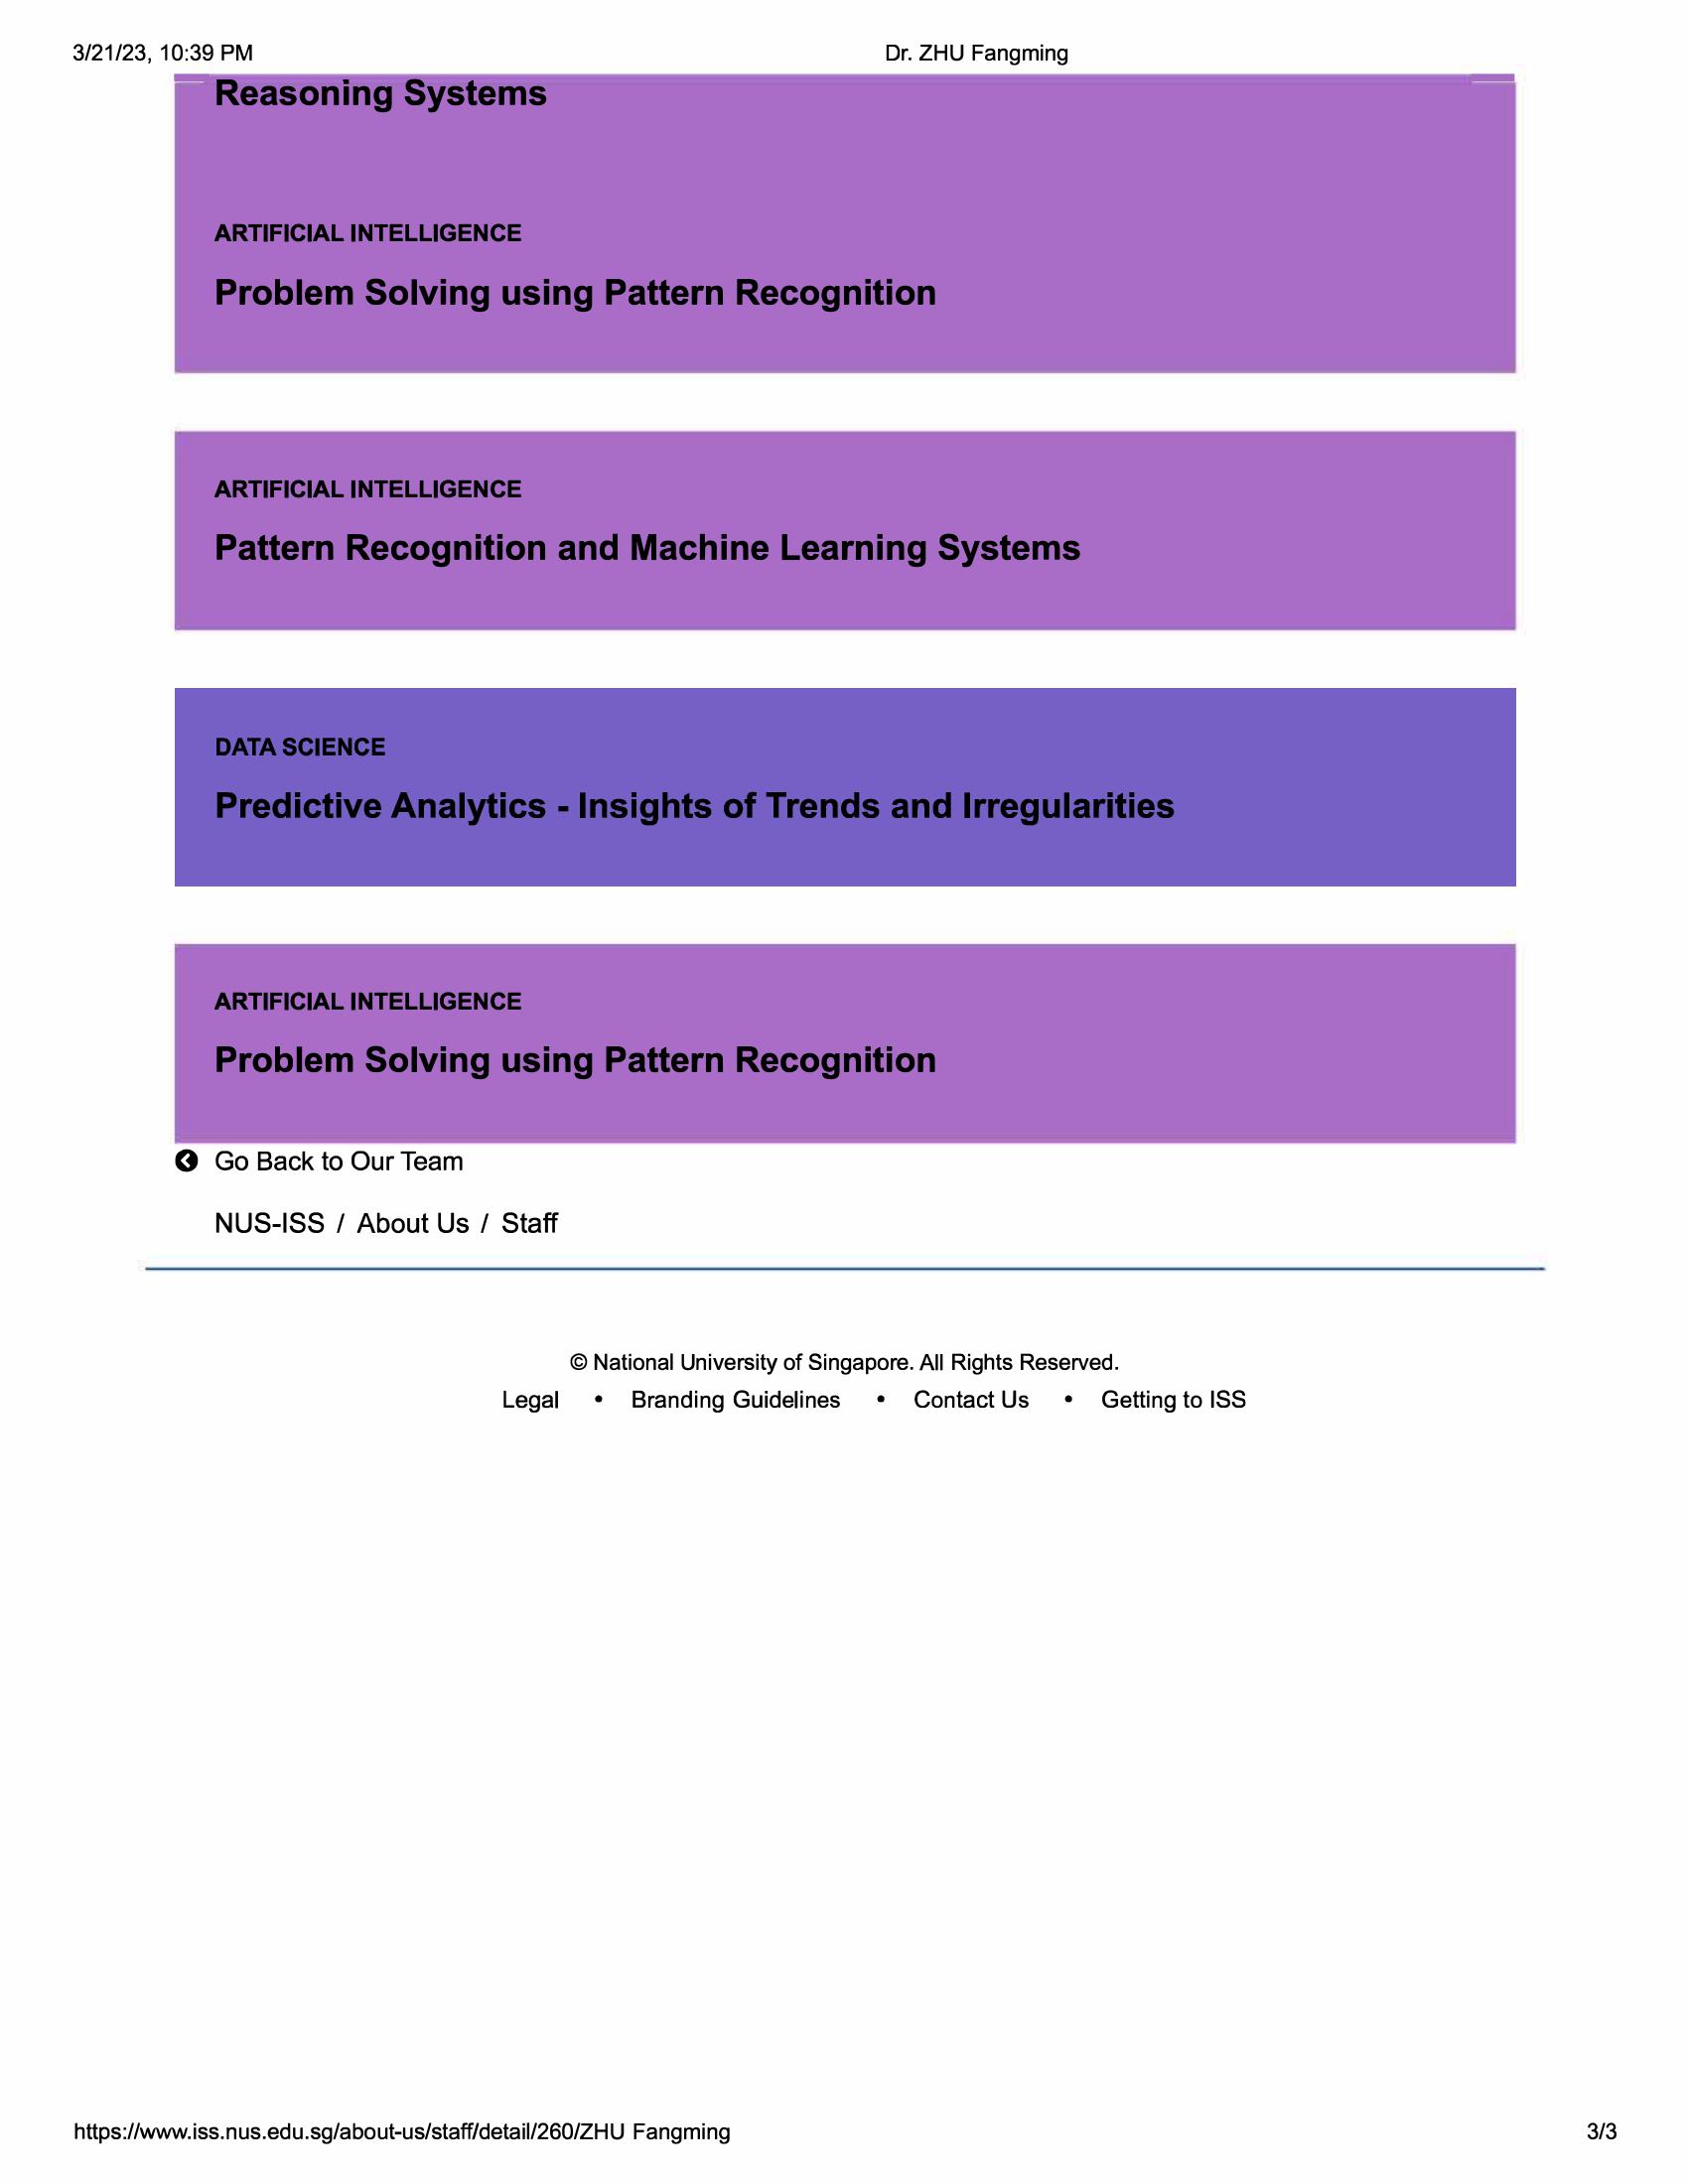 3/21/23, 10:39 PM
Dr. ZHU Fangming
Reasoning Systems
ARTIFICIAL INTELLIGENCE
Problem Solving using Pattern Recognition
ARTIFICIAL INTELLIGENCE
Pattern Recognition and Machine Learning Systems
DATA SCIENCE
Predictive Analytics - Insights of Trends and Irregularities
ARTIFICIAL INTELLIGENCE
Problem Solving using Pattern Recognition
Go Back to Our Team
NUS-ISS / About Us / Staff
© National University of Singapore. All Rights Reserved.
Legal • Branding Guidelines • Contact Us • Getting to ISS
https://www.iss.nus.edu.sg/about-us/staff/detail/260/ZHU Fangming
3/3